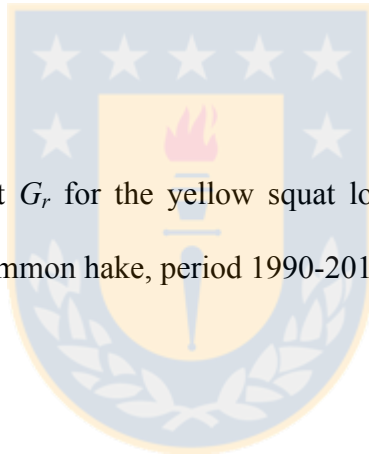 t Gr for the yellow squat lo
mmon hake, period 1990-201